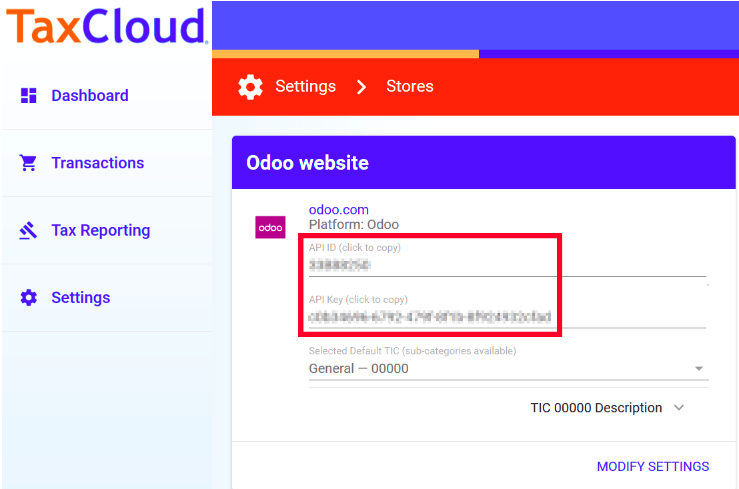 TaxCloud
Dashboard
Transactions
Tax Reporting
Settings
Settings > Stores
Odoo website
odoo
odoo.com
Platform: Odoo
API ID (click to copy)
API Key (click to copy)
Selected Default TIC (sub-categories available)
General — 00000
TIC 00000 Description
MODIFY SETTINGS